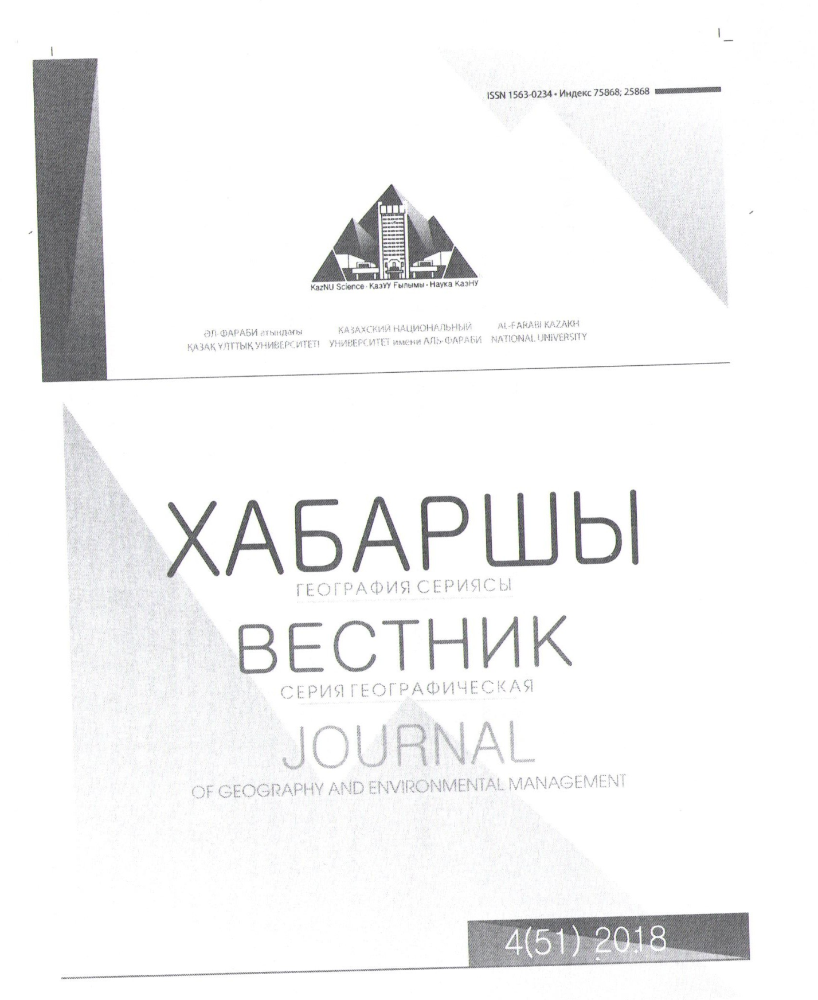 ISSN 1563-0234 • Индекс 75868; 25868
KazNU Science · ҚазҰУ Ғылымы · Наука КазНУ
ӘЛ-ФАРАБИ атындағы
ҚАЗАҚ ҰЛТТЫҚ УНИВЕРСИТЕТІ
КАЗАХСКИЙ НАЦИОНАЛЬНЫЙ
УНИВЕРСИТЕТ имени АЛЬ-ФАРАБИ
AL-FARABI KAZAKH
NATIONAL UNIVERSITY
ХАБАРШЫ
ГЕОГРАФИЯ СЕРИЯСЫ
ВЕСТНИК
СЕРИЯ ГЕОГРАФИЧЕСКАЯ
JOURNAL
OF GEOGRAPHY AND ENVIRONMENTAL MANAGEMENT
4(51) 2018